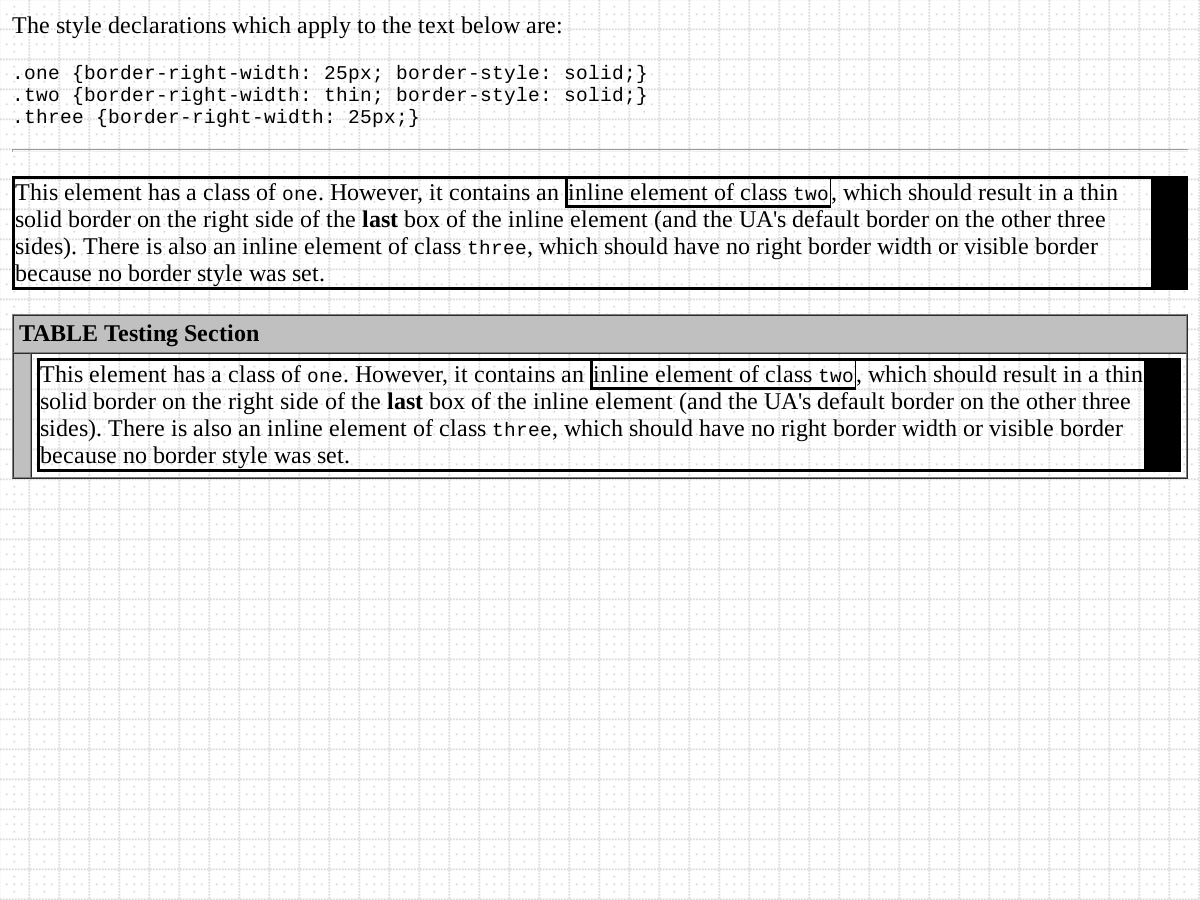 The style declarations which apply to the text below are:
.one {border-right-width: 25px; border-style: solid;}
.two {border-right-width: thin; border-style: solid;}
.three {border-right-width: 25px;}
This element has a class of one. However, it contains an inline element of class two, which should result in a thin
solid border on the right side of the last box of the inline element (and the UA's default border on the other three
sides). There is also an inline element of class three, which should have no right border width or visible border
because no border style was set.
TABLE Testing Section
This element has a class of one. However, it contains an inline element of class two, which should result in a thin
solid border on the right side of the last box of the inline element (and the UA's default border on the other three
sides). There is also an inline element of class three, which should have no right border width or visible border
because no border style was set.